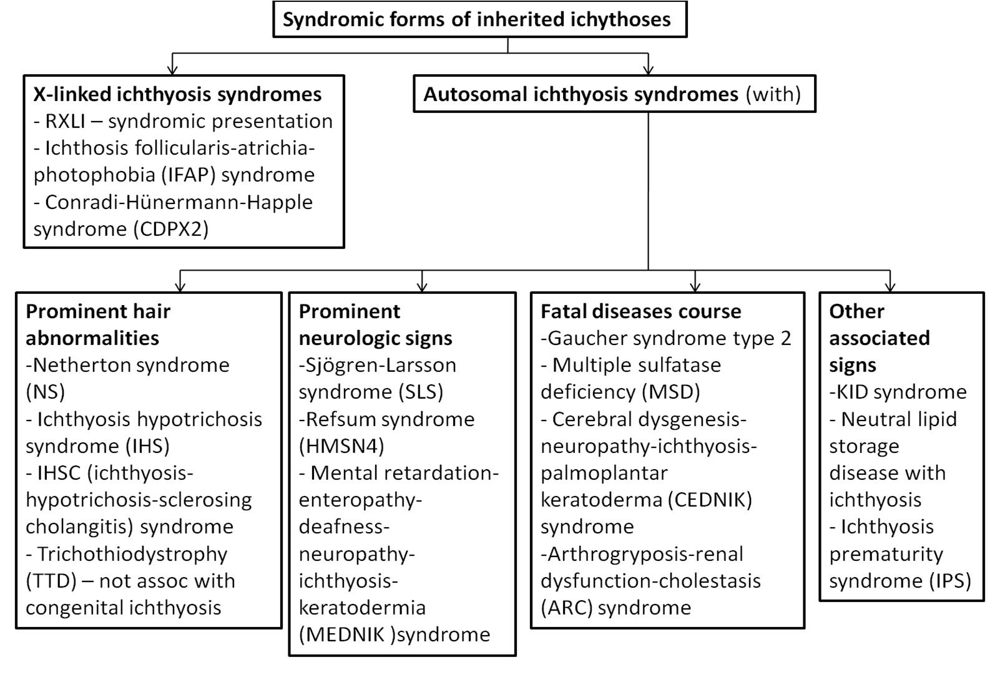 Syndromic forms of inherited ichythoses
X-linked ichthyosis syndromes
- RXLI – syndromic presentation
- Ichthosis follicularis-atrichia-
photophobia (IFAP) syndrome
- Conradi-Hünermann-Happle
syndrome (CDPX2)
Autosomal ichthyosis syndromes (with)
Prominent hair
abnormalities
-Netherton syndrome
(NS)
- Ichthyosis hypotrichosis
syndrome (IHS)
- IHSC (ichthyosis-
hypotrichosis-sclerosing
cholangitis) syndrome
- Trichothiodystrophy
(TTD) – not assoc with
congenital ichthyosis
Prominent
neurologic signs
-Sjögren-Larsson
syndrome (SLS)
-Refsum syndrome
(HMSN4)
- Mental retardation-
enteropathy-
deafness-
neuropathy-
ichthyosis-
keratodermia
(MEDNIK )syndrome
Fatal diseases course
-Gaucher syndrome type 2
- Multiple sulfatase
deficiency (MSD)
- Cerebral dysgenesis-
neuropathy-ichthyosis-
palmoplantar
keratoderma (CEDNIK)
syndrome
-Arthrogryposis-renal
dysfunction-cholestasis
(ARC) syndrome
Other
associated
signs
-KID syndrome
- Neutral lipid
storage
disease with
ichthyosis
- Ichthyosis
prematurity
syndrome (IPS)